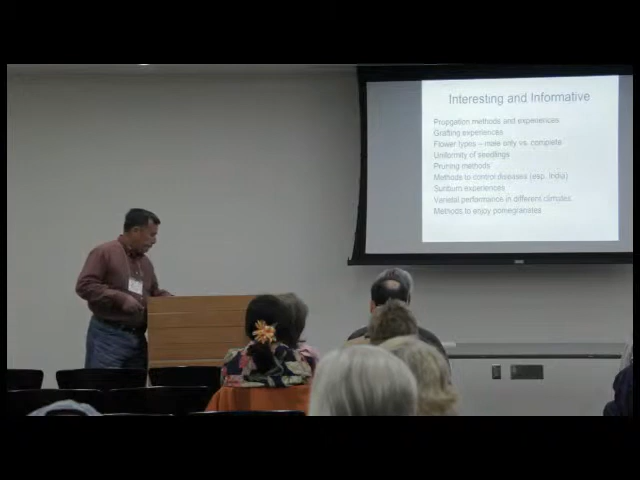 Interesting and Informative
Propgation methods and experiences
Grafting experiences
Flower types – male only vs. complete
Uniformity of seedlings
Pruning methods
Methods to control diseases (esp. India)
Sunburn experiences
Varietal performance in different climates
Methods to enjoy pomegranates